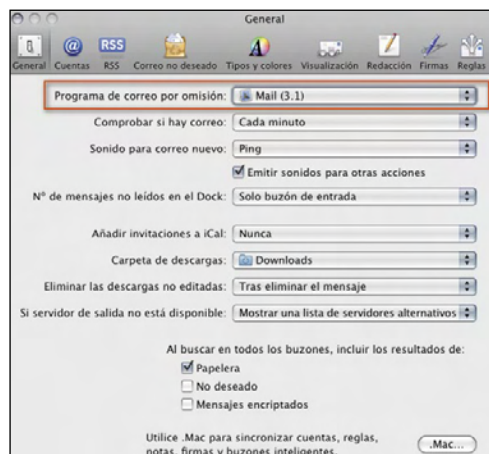 General
General Cuentas RSS Correo no deseado Tipos y colores Visualización Redacción Firmas Reglas
Programa de correo por omisión: Mail (3.1)
Comprobar si hay correo: Cada minuto
Sonido para correo nuevo: Ping
Emitir sonidos para otras acciones
Nº de mensajes no leídos en el Dock: Solo buzón de entrada
Añadir invitaciones a iCal: Nunca
Carpeta de descargas: Downloads
Eliminar las descargas no editadas: Tras eliminar el mensaje
Si servidor de salida no está disponible: Mostrar una lista de servidores alternativos
Al buscar en todos los buzones, incluir los resultados de:
Papelera
No deseado
Mensajes encriptados
Utilice .Mac para sincronizar cuentas, reglas,
notas, firmas y buzones inteligentes.
.Mac...